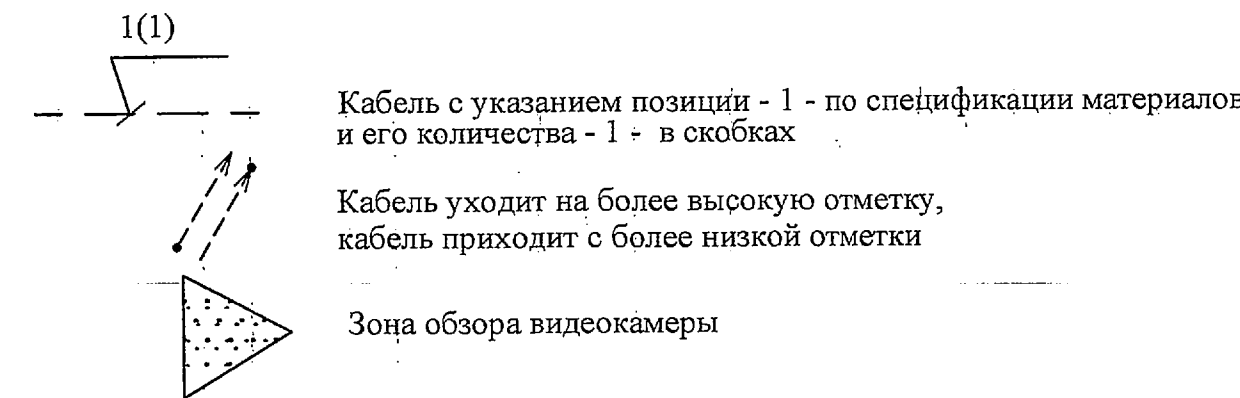 1(1)
Кабель с указанием позиции - 1 - по спецификации материалов
и его количества - 1 - в скобках
Кабель уходит на более высокую отметку,
кабель приходит с более низкой отметки
Зона обзора видеокамеры